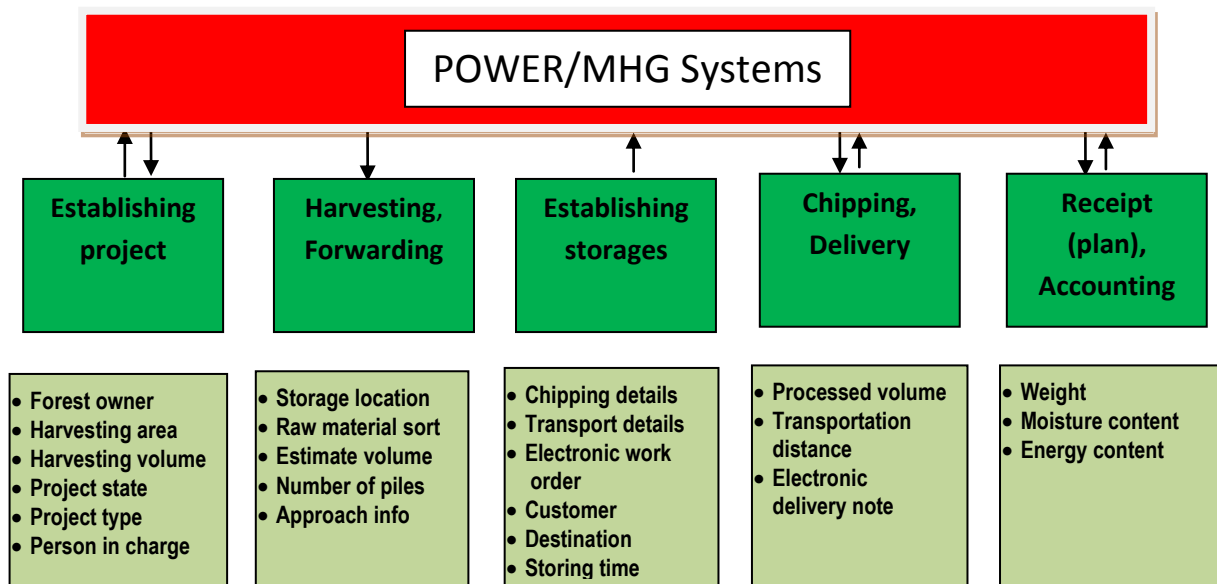 POWER/MHG Systems
Establishing
project
Harvesting,
Forwarding
Establishing
storages
Chipping,
Delivery
Receipt
(plan),
Accounting
• Forest owner
• Harvesting area
• Harvesting volume
• Project state
• Project type
• Person in charge
• Storage location
• Raw material sort
• Estimate volume
• Number of piles
• Approach info
• Chipping details
• Transport details
• Electronic work
order
• Customer
• Destination
• Storing time
• Processed volume
• Transportation
distance
• Electronic
delivery note
• Weight
• Moisture content
• Energy content